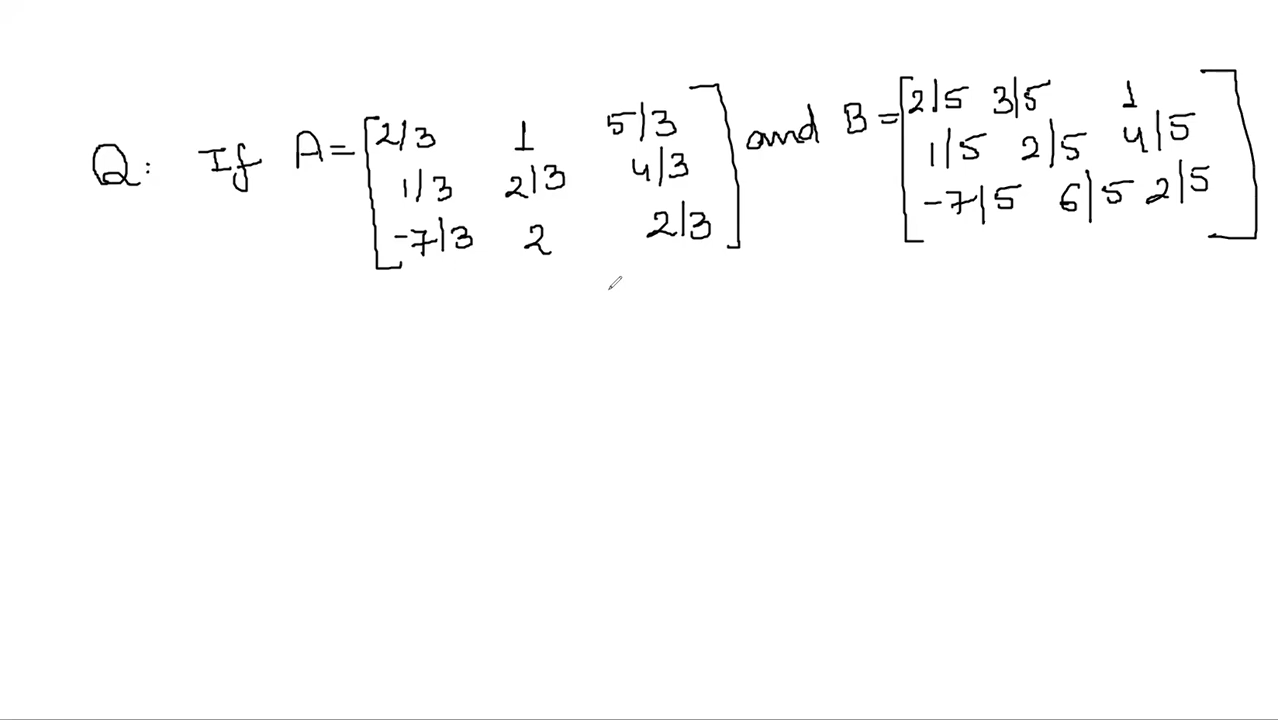 Q: If A = [2/3 1 5/3 and B = [2/5 3/5 1
1/3 2/3 4/3 1/5 2/5 4/5
-7/3 2 2/3] -7/5 6/5 2/5]